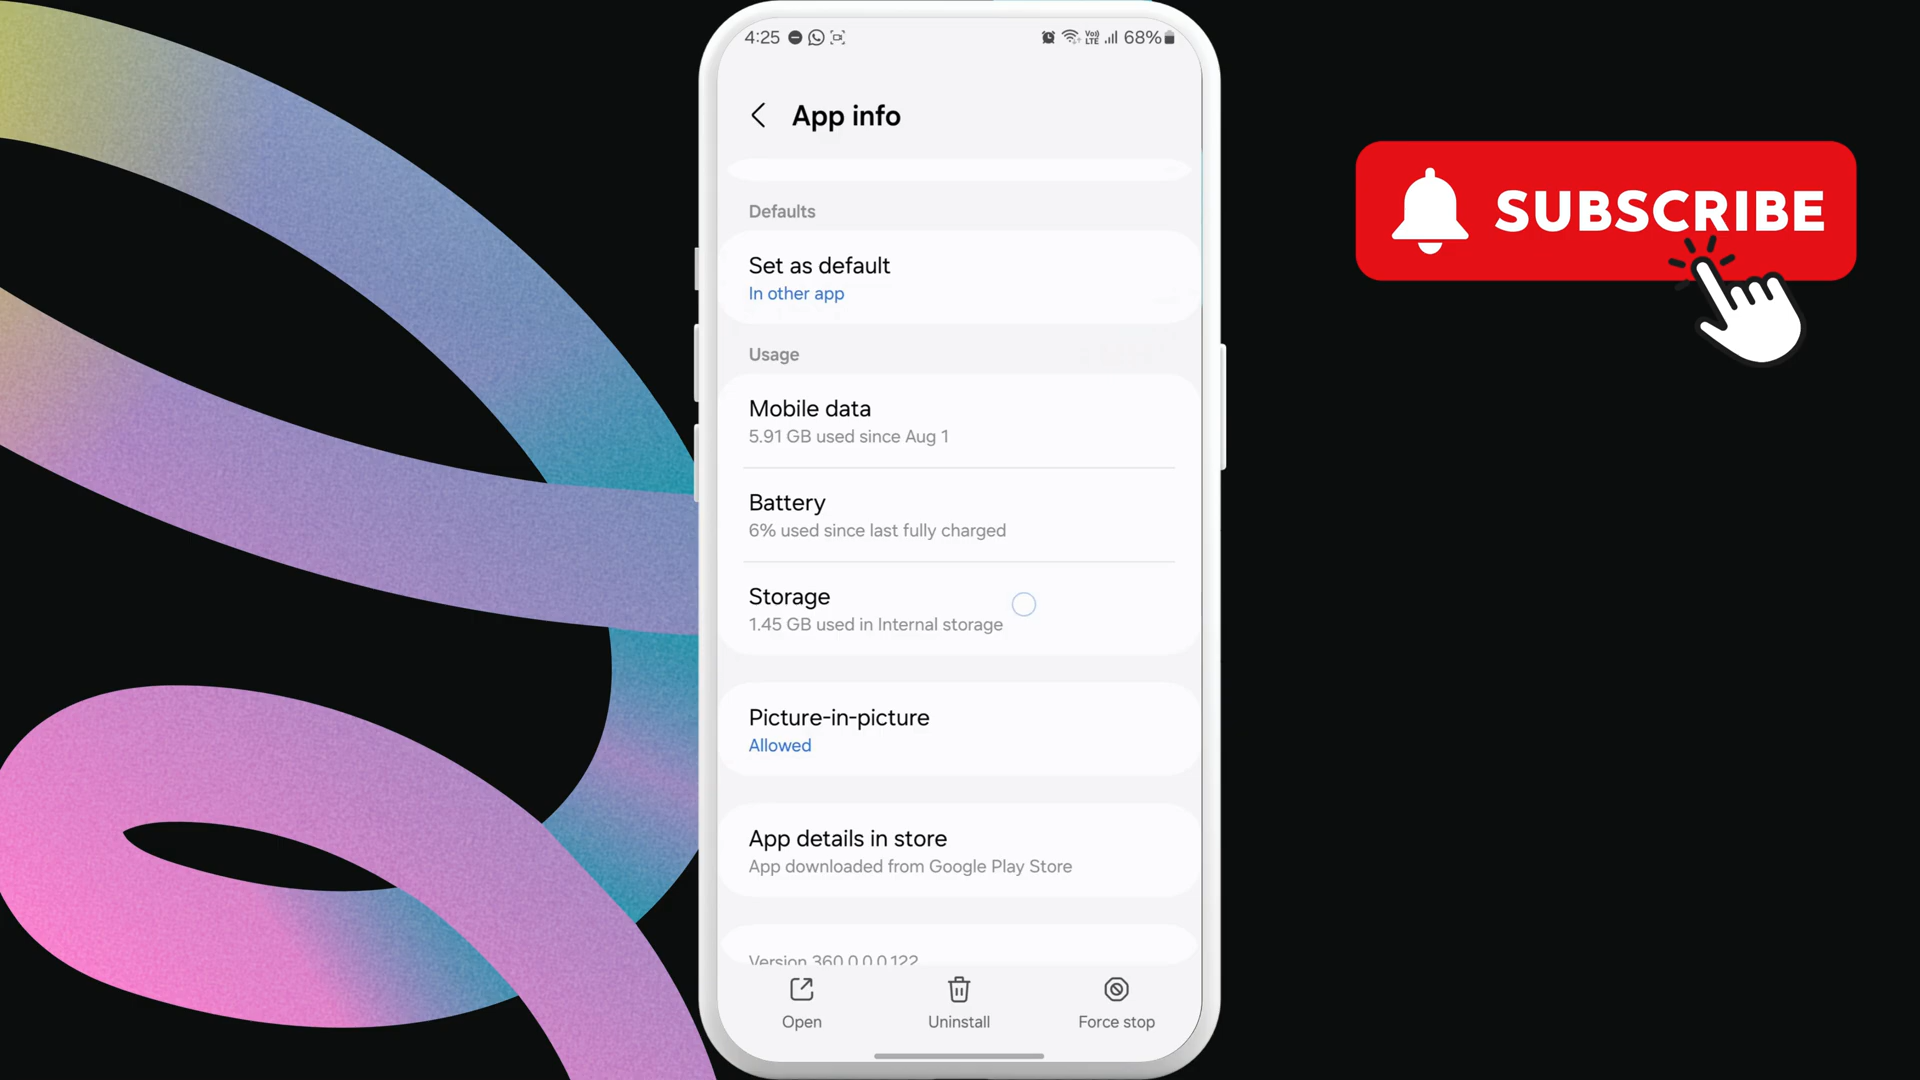 4:25
Vo)) LTE 68%
App info
Defaults
Set as default
In other app
Usage
Mobile data
5.91 GB used since Aug 1
Battery
6% used since last fully charged
Storage
1.45 GB used in Internal storage
Picture-in-picture
Allowed
App details in store
App downloaded from Google Play Store
Version 360.0.0.0.122
Open
Uninstall
Force stop
SUBSCRIBE